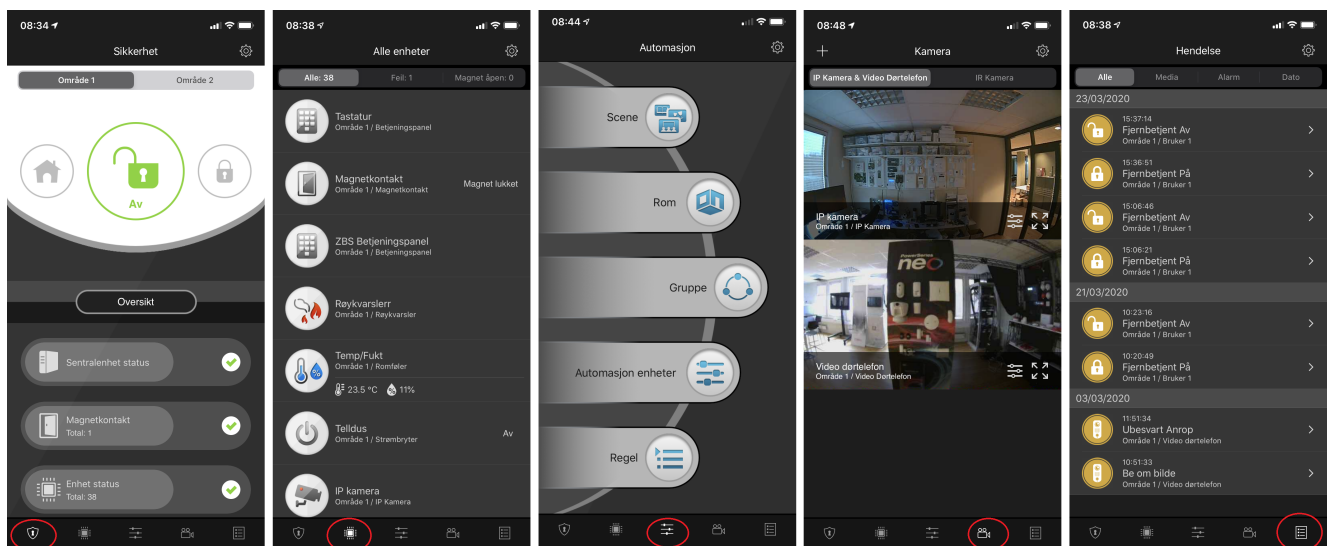 08:34
Sikkerhet
Område 1
Område 2
Av
Oversikt
Sentralenhet status
Magnetkontakt
Total: 1
Enhet status
Total: 38
08:38
Alle enheter
Alle: 38
Feil: 1
Magnet åpen: 0
Tastatur
Område 1 / Betjeningspanel
Magnetkontakt
Område 1 / Magnetkontakt
Magnet lukket
ZBS Betjeningspanel
Område 1 / Betjeningspanel
Røykvarslerr
Område 1 / Røykvarsler
Temp/Fukt
Område 1 / Romføler
23.5 °C
11%
Telldus
Område 1 / Strømbryter
Av
IP kamera
Område 1 / IP Kamera
08:44
Automasjon
Scene
Rom
Gruppe
Automasjon enheter
Regel
08:48
Kamera
IP Kamera & Video Dørtelefon
IR Kamera
IP kamera
Område 1 / IP Kamera
PowerSense
neo
Video dørtelefon
Område 1 / Video Dørtelefon
08:38
Hendelse
Alle
Media
Alarm
Dato
23/03/2020
15:37:14
Fjernbetjent Av
Område 1 / Bruker 1
15:36:51
Fjernbetjent På
Område 1 / Bruker 1
15:06:46
Fjernbetjent Av
Område 1 / Bruker 1
15:06:21
Fjernbetjent På
Område 1 / Bruker 1
21/03/2020
10:23:16
Fjernbetjent Av
Område 1 / Bruker 1
10:20:49
Fjernbetjent På
Område 1 / Bruker 1
03/03/2020
11:51:34
Ubesvart Anrop
Område 1 / Video dørtelefon
10:51:33
Be om bilde
Område 1 / Video dørtelefon